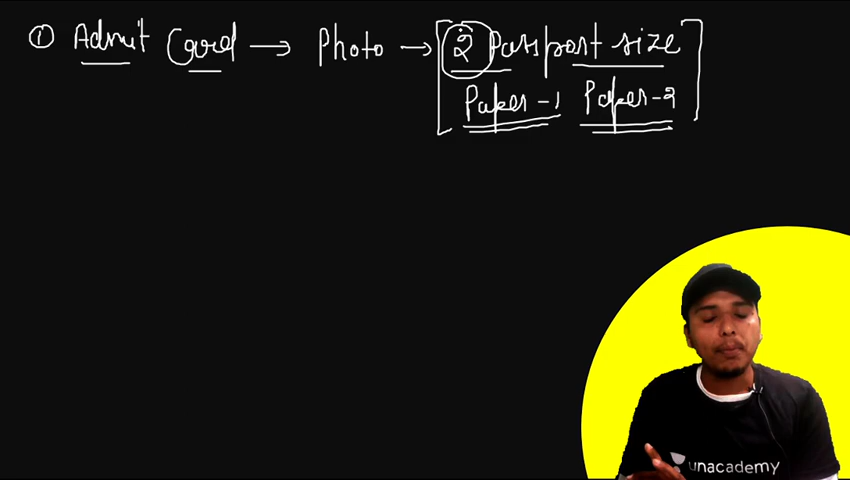 ① Admit Card → Photo → [2 Passport size
Paper-1 Paper-2]
unacademy